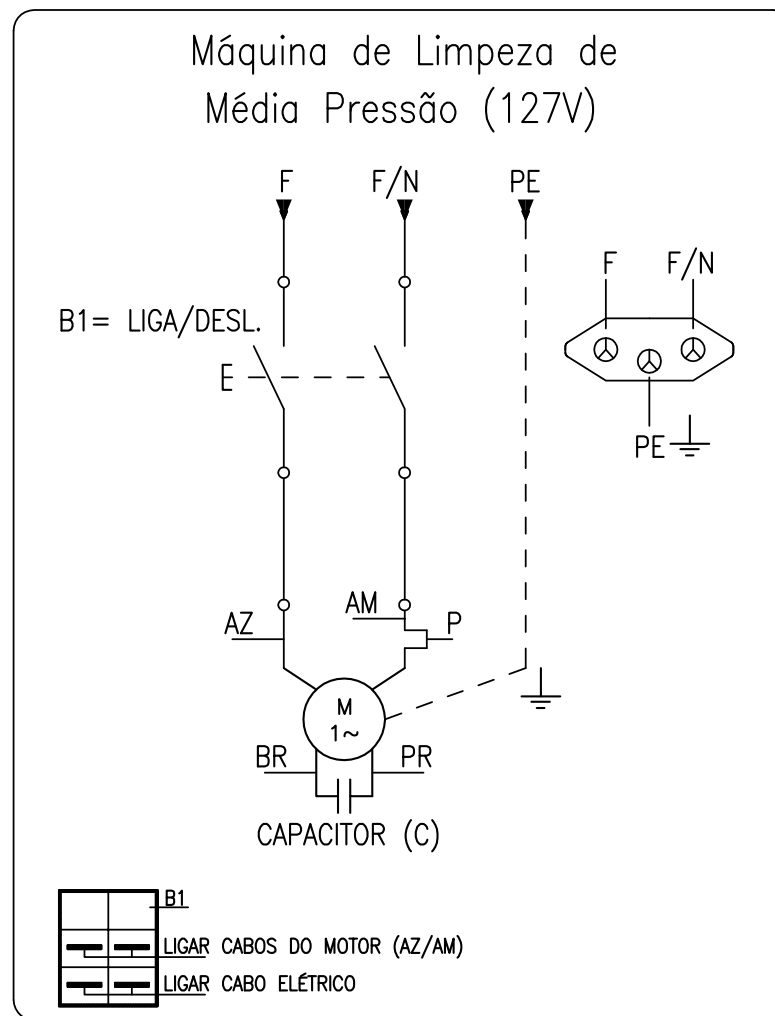 Máquina de Limpeza de
Média Pressão (127V)
F F/N PE
F F/N
B1= LIGA/DESL.
E
PE
AM
AZ P
M
1~
BR PR
CAPACITOR (C)
B1
LIGAR CABOS DO MOTOR (AZ/AM)
LIGAR CABO ELÉTRICO